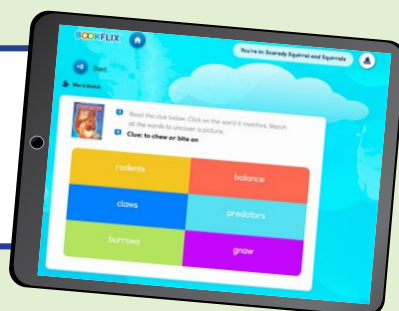 BOOKFLIX
You're in: Scaredy Squirrel and Squirrels
Start
Word Match
Read the clue below. Click on the word it matches. Match
all the words to uncover a picture.
Clue: to chew or bite on
rodents
balance
claws
predators
burrows
gnaw